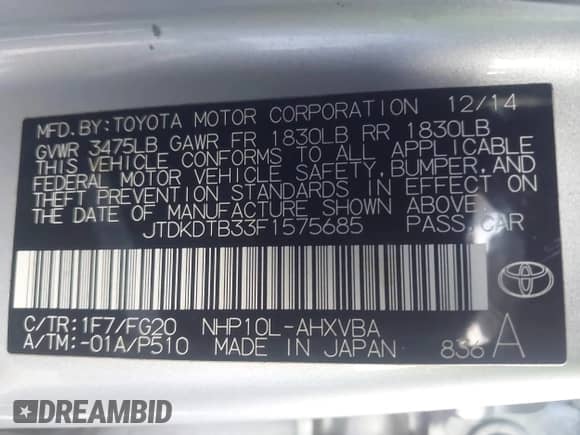 MFD.BY:TOYOTA MOTOR CORPORATION 12/14
GVWR 3475LB GAWR FR 1830LB RR 1830LB
THIS VEHICLE CONFORMS TO ALL APPLICABLE
FEDERAL MOTOR VEHICLE SAFETY,BUMPER,AND
THEFT PREVENTION STANDARDS IN EFFECT ON
THE DATE OF MANUFACTURE SHOWN ABOVE.
JTDKDTB33F1575685 PASS,CAR
C/TR:1F7/FG20 NHP10L-AHXVBA
A/TM:-01A/P510 MADE IN JAPAN 836 A
DREAMBID